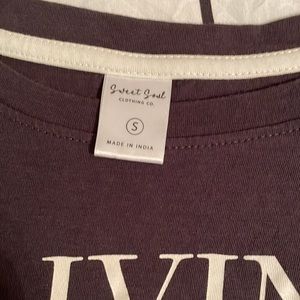 Sweet Soul
CLOTHING CO.
S
MADE IN INDIA
IVIN